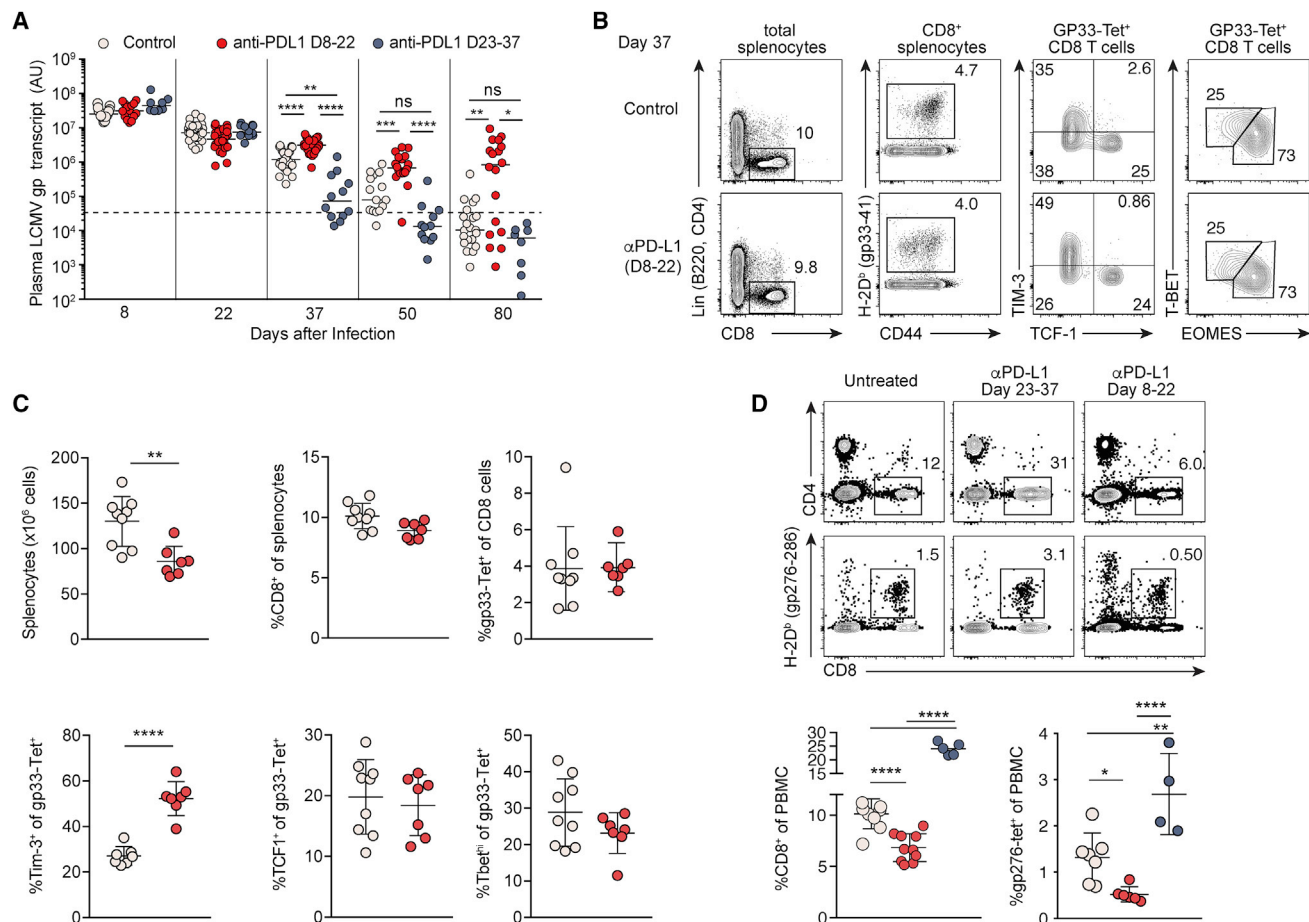 A
Control
anti-PDL1 D8-22
anti-PDL1 D23-37
Plasma LCMV gp transcript (AU)
10⁹
10⁸
10⁷
10⁶
10⁵
10⁴
10³
10²
**
****
****
ns
***
****
ns
**
*
8
22
37
50
80
Days after Infection
B
Day 37
total
splenocytes
CD8⁺
splenocytes
GP33-Tet⁺
CD8 T cells
GP33-Tet⁺
CD8 T cells
Control
10
4.7
35
2.6
38
25
25
73
αPD-L1
(D8-22)
9.8
4.0
49
0.86
26
24
25
73
Lin (B220, CD4)
H-2Dᵇ (gp33-41)
TIM-3
T-BET
CD8
CD44
TCF-1
EOMES
C
Splenocytes (x10⁶ cells)
200
150
100
50
0
**
%CD8⁺ of splenocytes
15
10
5
0
%gp33-Tet⁺ of CD8 cells
10
8
6
4
2
0
%Tim-3⁺ of gp33-Tet⁺
80
60
40
20
0
****
%TCF1⁺ of gp33-Tet⁺
30
20
10
0
%Tbetʰⁱ of gp33-Tet⁺
50
40
30
20
10
0
D
Untreated
αPD-L1
Day 23-37
αPD-L1
Day 8-22
CD4
12
31
6.0
H-2Dᵇ (gp276-286)
1.5
3.1
0.50
CD8
%CD8⁺ of PBMC
30
25
20
15
10
5
0
****
****
%gp276-tet⁺ of PBMC
4
3
2
1
0
****
**
*